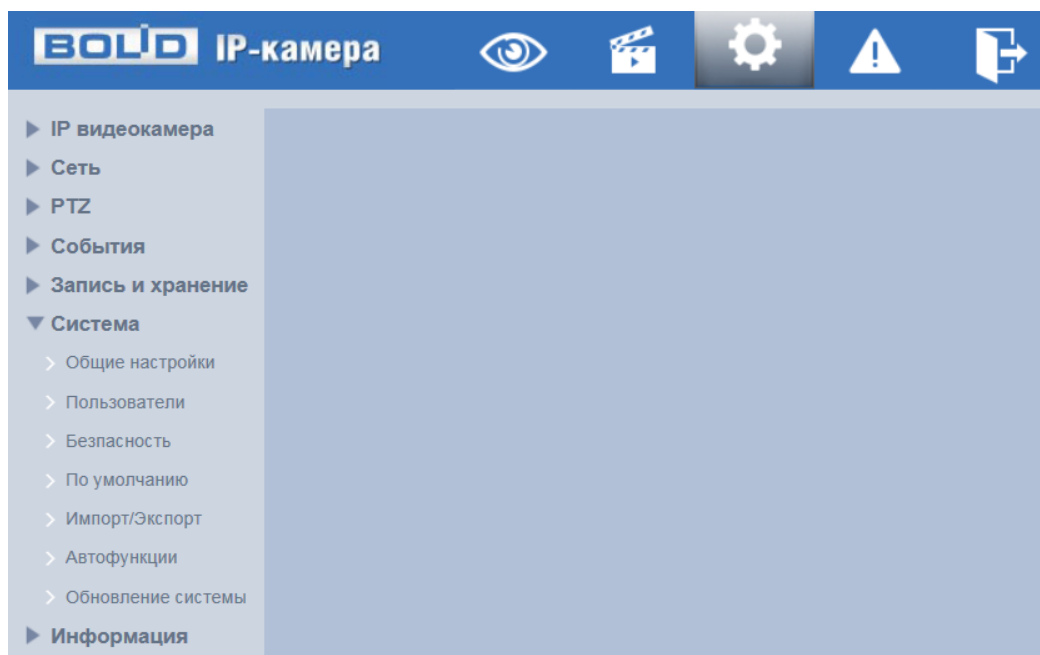 BOLID IP-камера
IP видеокамера
Сеть
PTZ
События
Запись и хранение
Система
Общие настройки
Пользователи
Безпасность
По умолчанию
Импорт/Экспорт
Автофункции
Обновление системы
Информация